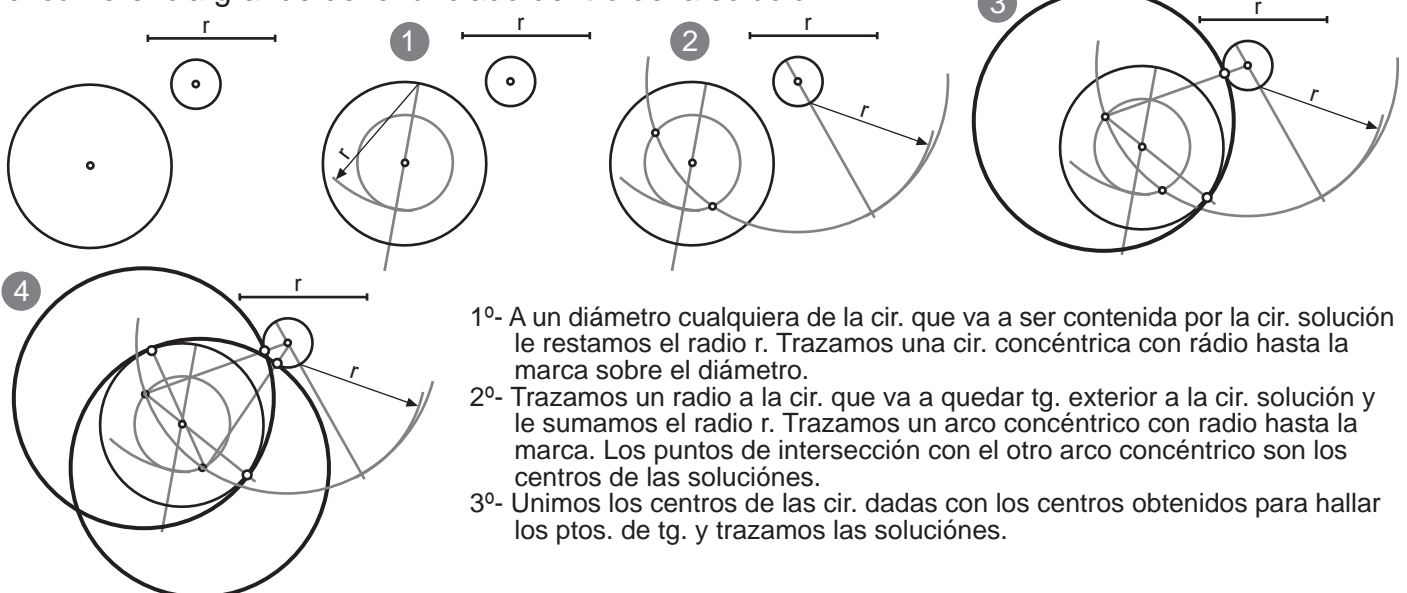 r
1
r
r
2
r
r
3
r
r
4
r
r
1º- A un diámetro cualquiera de la cir. que va a ser contenida por la cir. solución
le restamos el radio r. Trazamos una cir. concéntrica con rádio hasta la
marca sobre el diámetro.
2º- Trazamos un radio a la cir. que va a quedar tg. exterior a la cir. solución y
le sumamos el radio r. Trazamos un arco concéntrico con radio hasta la
marca. Los puntos de intersección con el otro arco concéntrico son los
centros de las soluciónes.
3º- Unimos los centros de las cir. dadas con los centros obtenidos para hallar
los ptos. de tg. y trazamos las soluciónes.